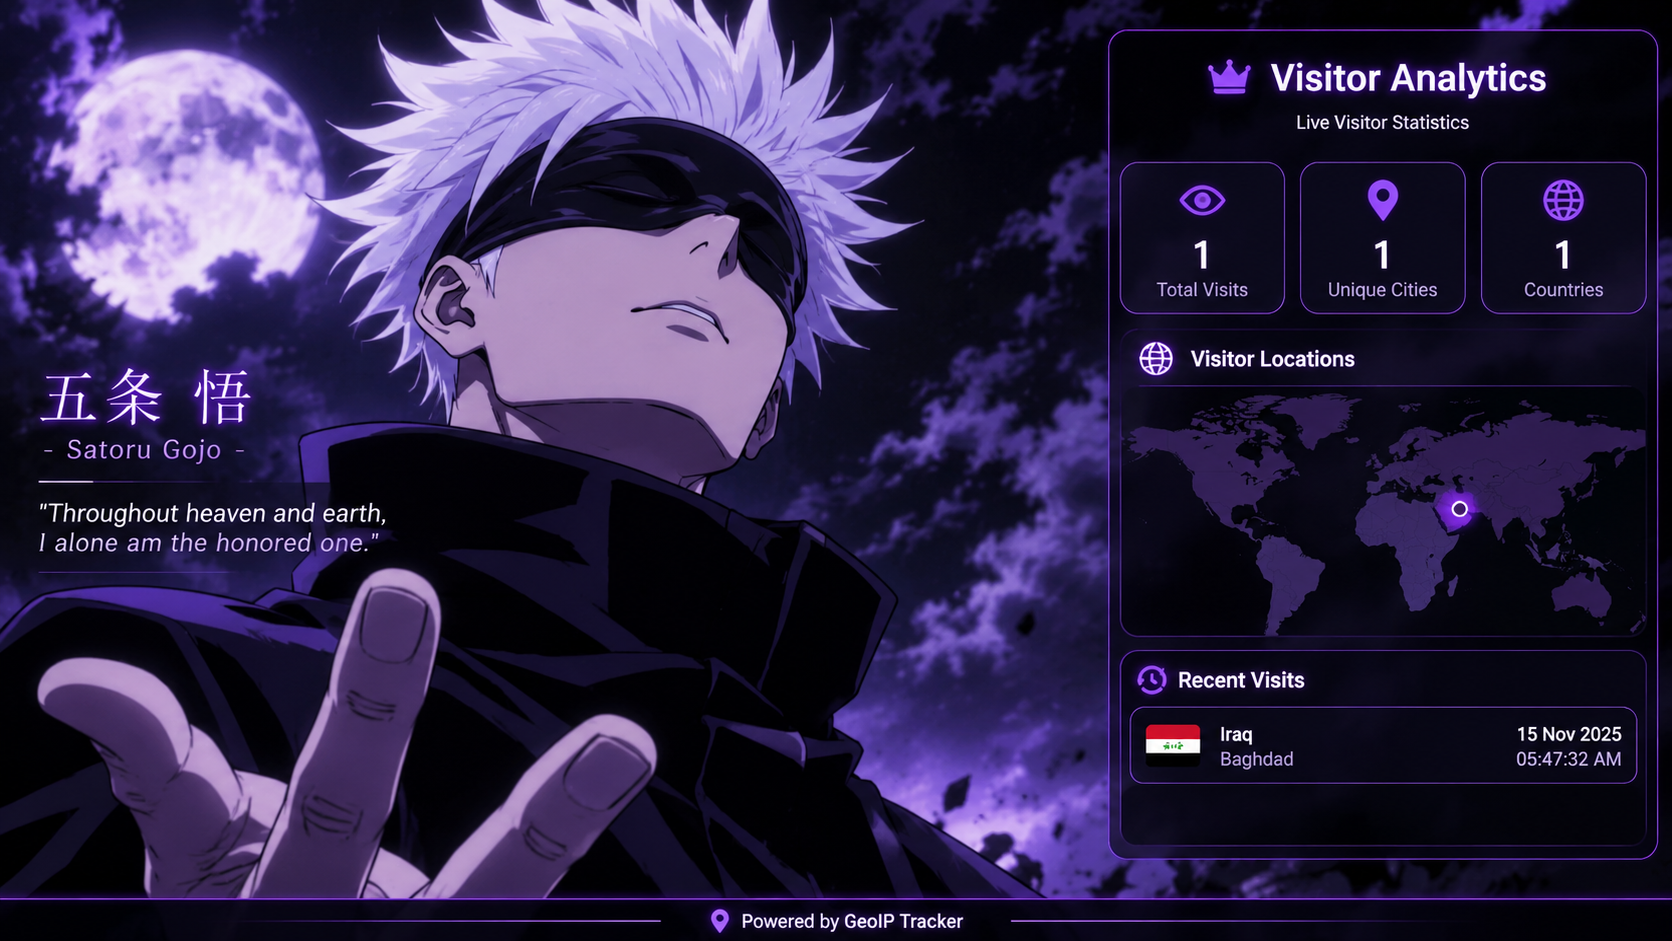 五条 悟
- Satoru Gojo -
"Throughout heaven and earth,
I alone am the honored one."
Visitor Analytics
Live Visitor Statistics
1
Total Visits
1
Unique Cities
1
Countries
Visitor Locations
Recent Visits
Iraq
15 Nov 2025
Baghdad
05:47:32 AM
Powered by GeoIP Tracker